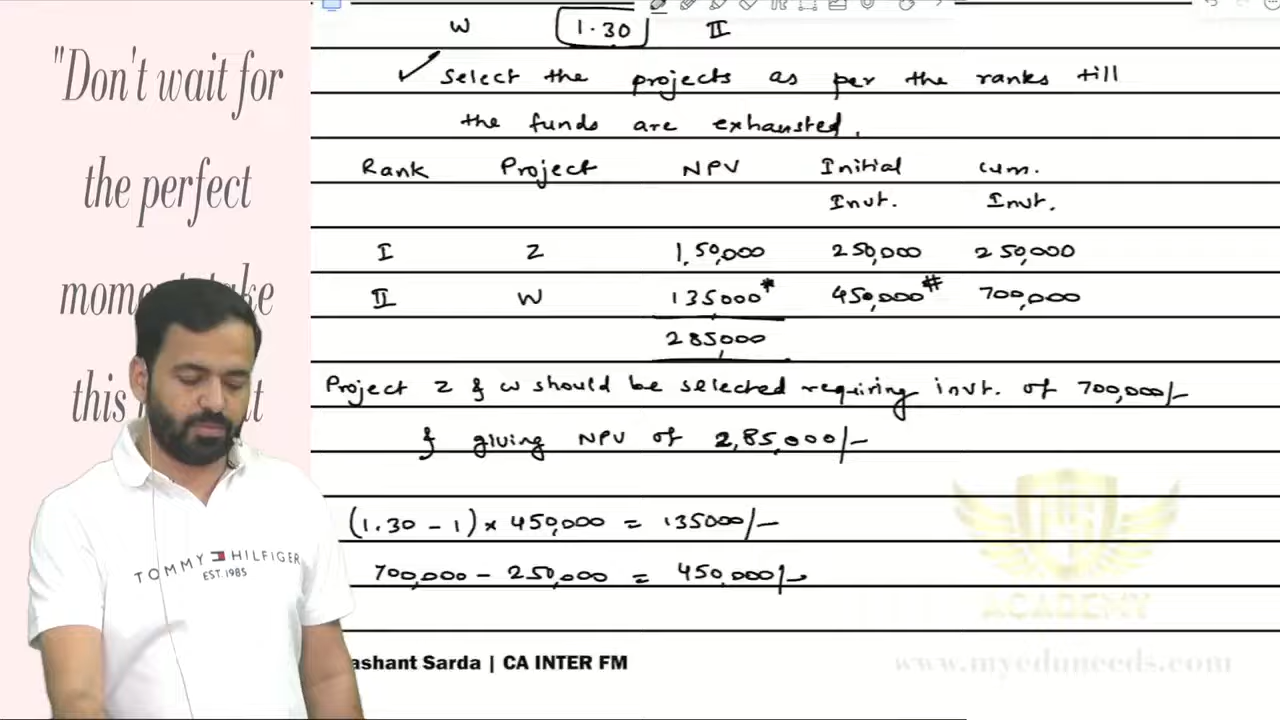 "Don't wait for
the perfect
take
this
W 1.30 II
✓ Select the projects as per the ranks till
the funds are exhausted.
Rank Project NPV Initial Cum.
Invt. Invt.
I Z 1,50,000 250,000 250,000
II W 135000* 450,000# 700,000
285000
Project Z & W should be selected requiring invt. of 700,000/-
& giving NPV of 2,85,000/-
(1.30 - 1) × 450,000 = 135000/-
700,000 - 250,000 = 450,000/-
TOMMY HILFIGER
EST. 1985
ashant Sarda | CA INTER FM
ACADEMY
www.myeduneeds.com